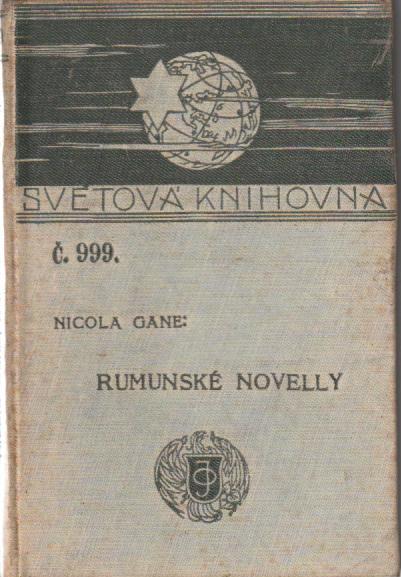 SVĚTOVÁ KNIHOVNA
č. 999.
NICOLA GANE:
RUMUNSKÉ NOVELLY